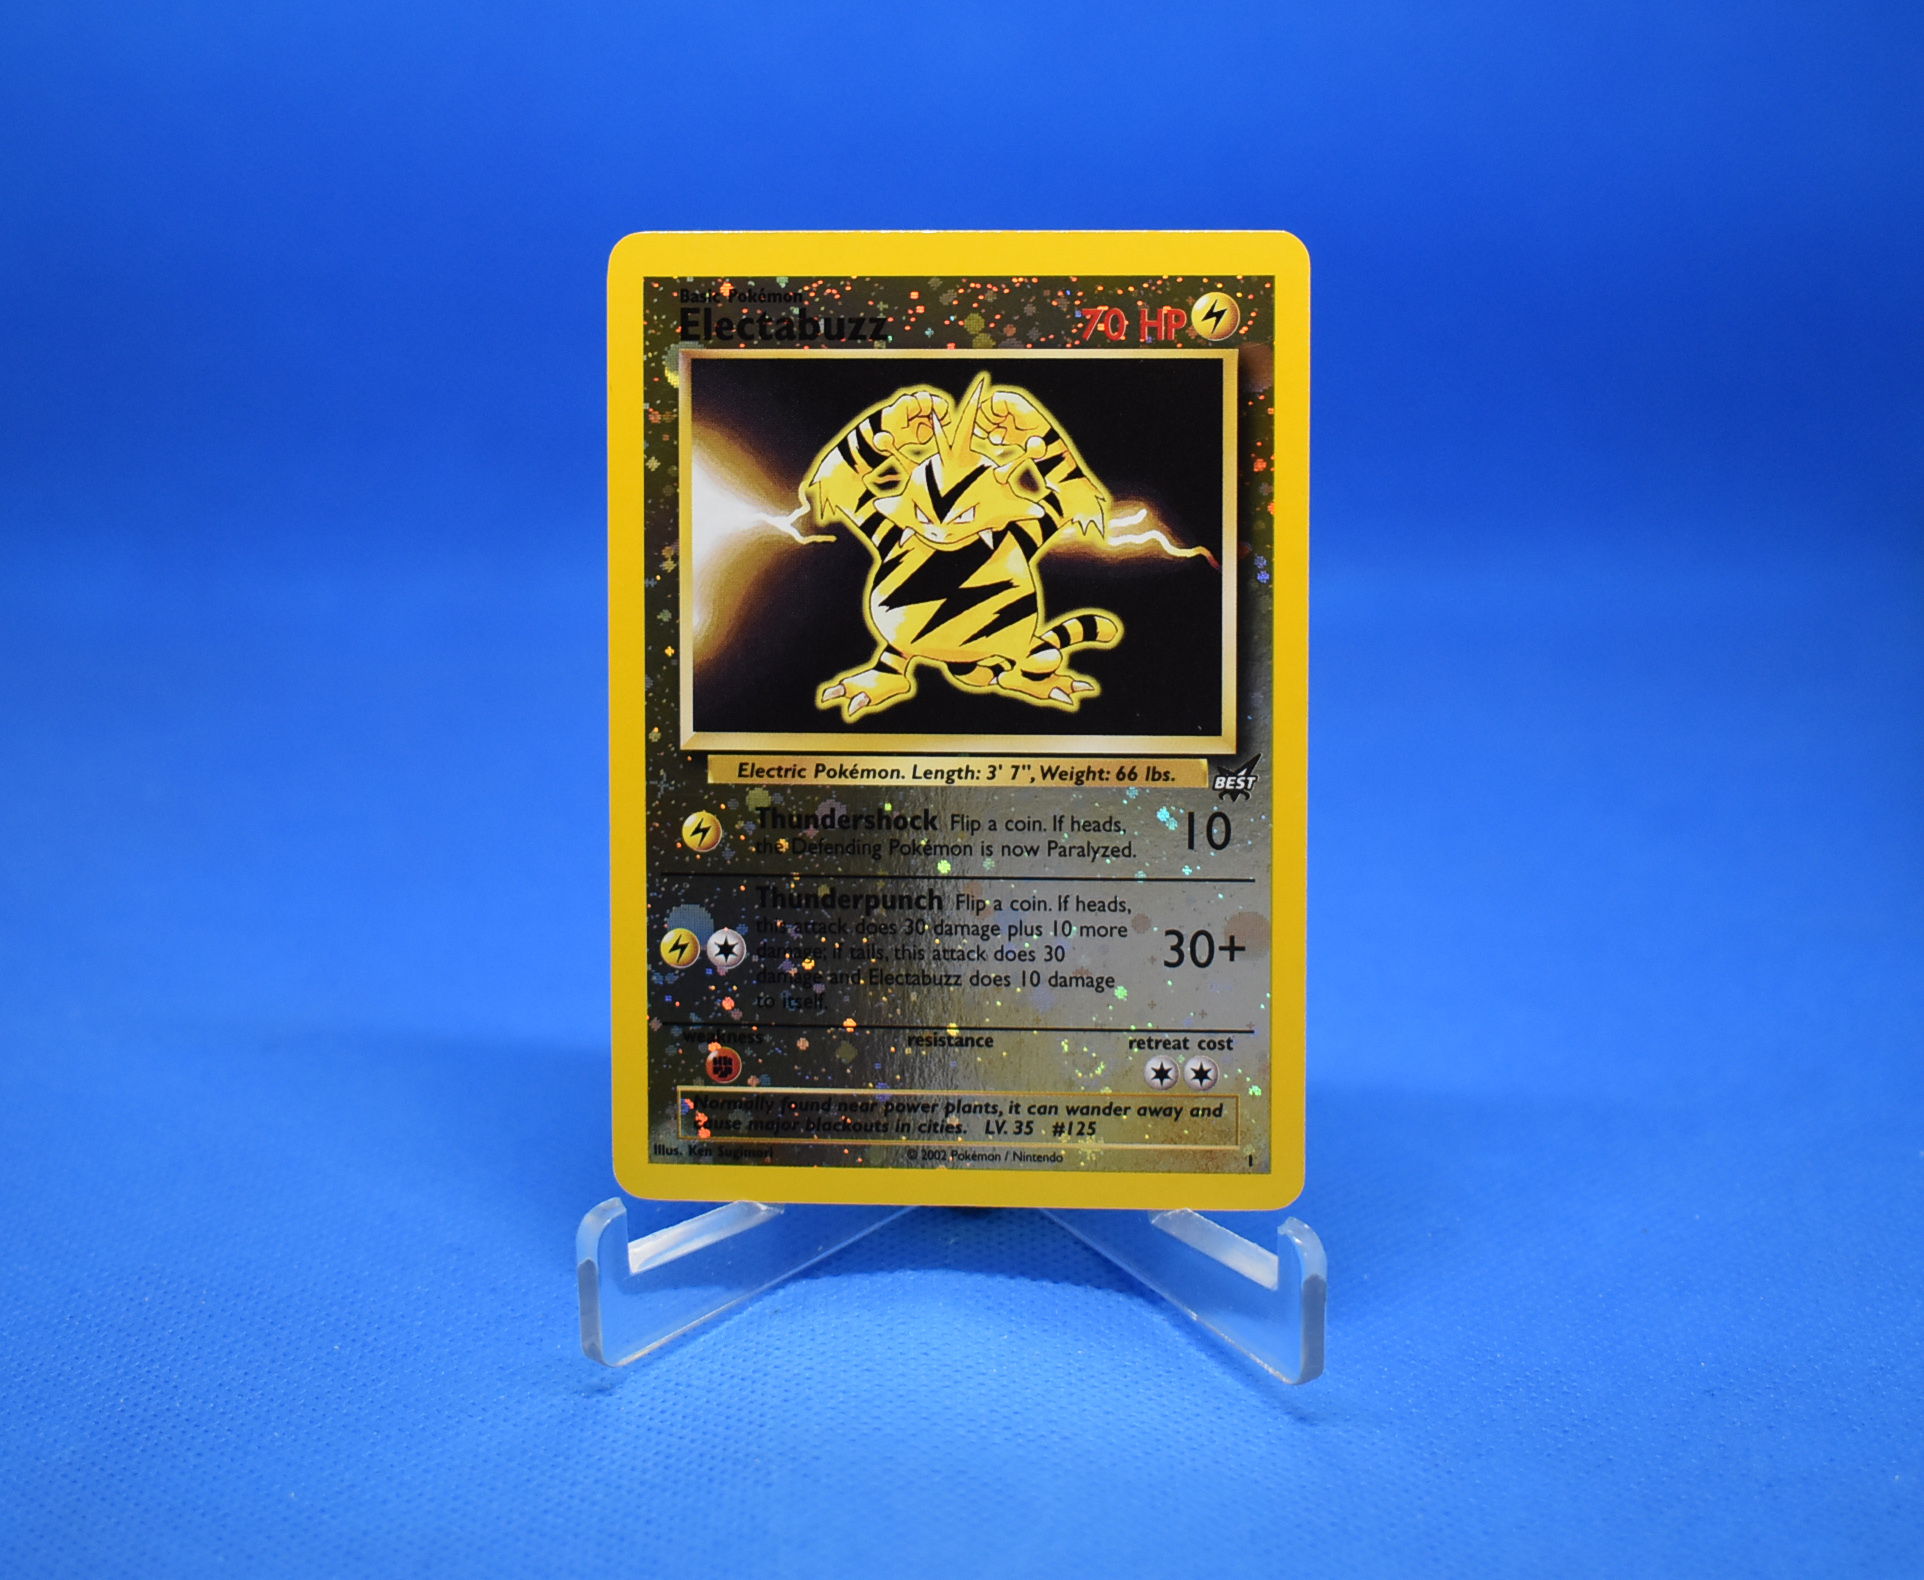 Basic Pokémon
Electabuzz
70 HP
Electric Pokémon. Length: 3' 7", Weight: 66 lbs.
BEST
Thundershock Flip a coin. If heads,
the Defending Pokémon is now Paralyzed.
10
Thunderpunch Flip a coin. If heads,
this attack does 30 damage plus 10 more
damage; if tails, this attack does 30
damage and Electabuzz does 10 damage
to itself.
30+
weakness resistance retreat cost
Normally found near power plants, it can wander away and
cause major blackouts in cities. LV. 35 #125
Illus. Ken Sugimori © 2002 Pokémon / Nintendo 1